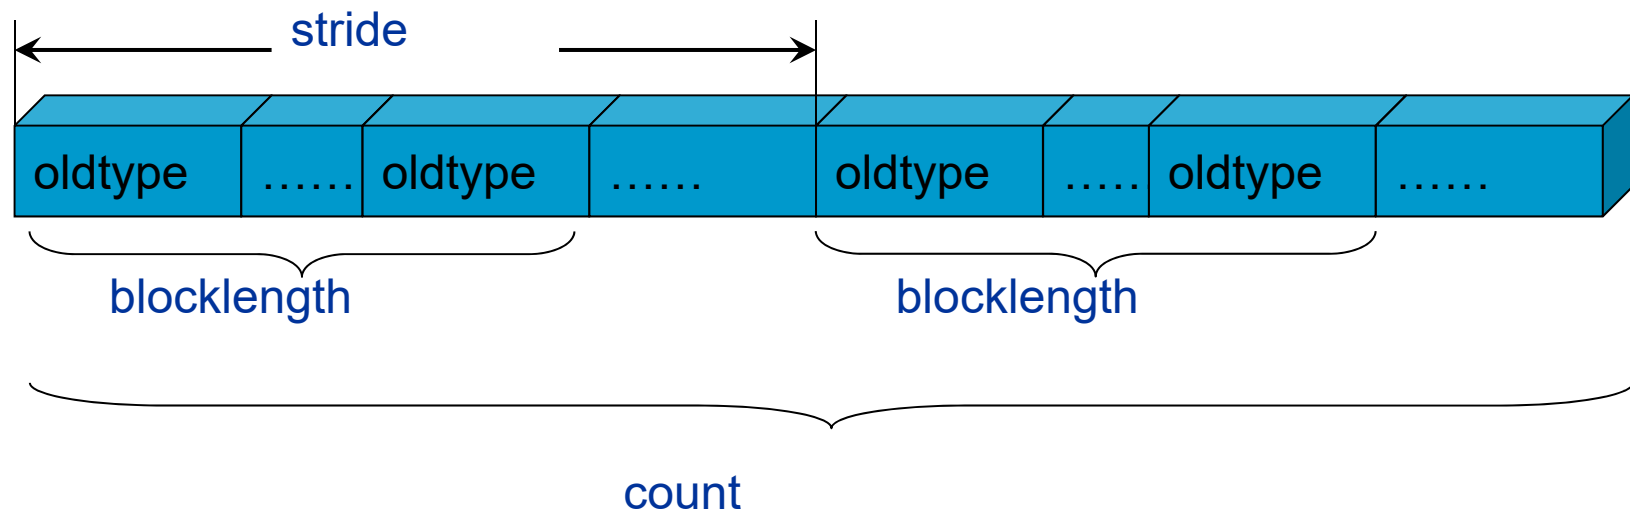 stride
oldtype …… oldtype …… oldtype ..... oldtype ……
blocklength blocklength
count